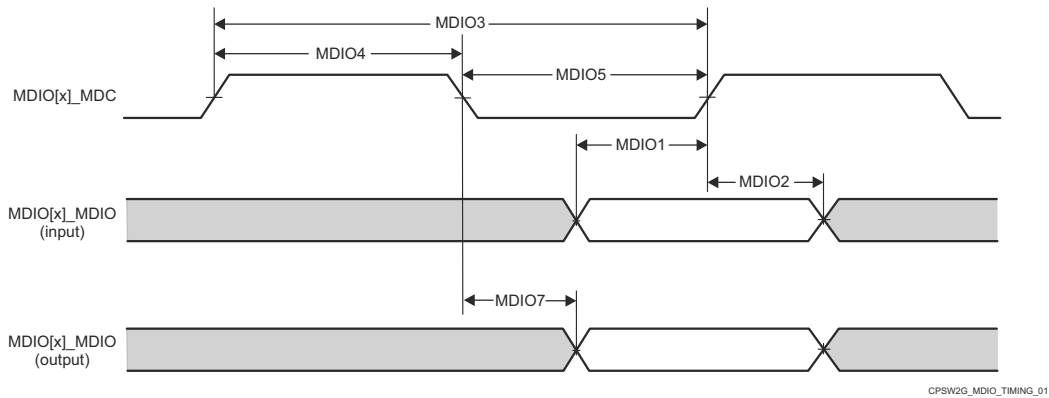 MDIO3
MDIO4
MDIO5
MDIO[x]_MDC
MDIO1
MDIO2
MDIO[x]_MDIO
(input)
MDIO7
MDIO[x]_MDIO
(output)
CPSW2G_MDIO_TIMING_01